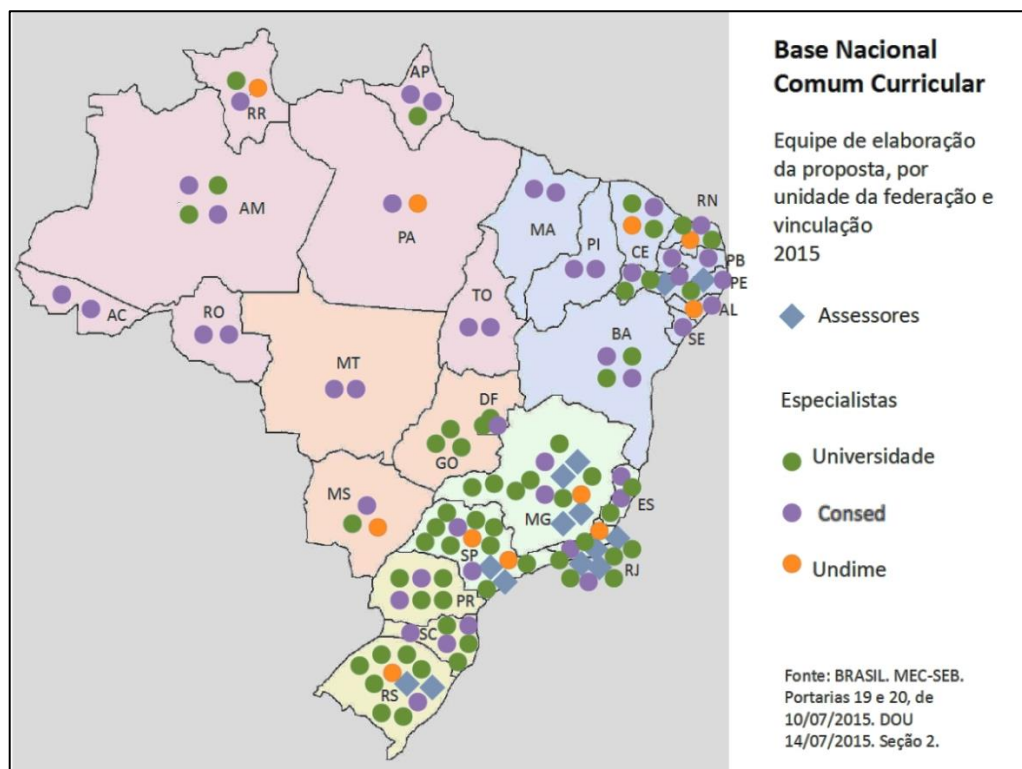 Base Nacional
Comum Curricular
Equipe de elaboração
da proposta, por
unidade da federação e
vinculação
2015
Assessores
Especialistas
Universidade
Consed
Undime
Fonte: BRASIL. MEC-SEB.
Portarias 19 e 20, de
10/07/2015. DOU
14/07/2015. Seção 2.
RR
AP
AM
PA
MA
PI
CE
RN
PB
PE
AL
SE
AC
RO
TO
BA
MT
DF
GO
MS
MG
ES
SP
RJ
PR
SC
RS